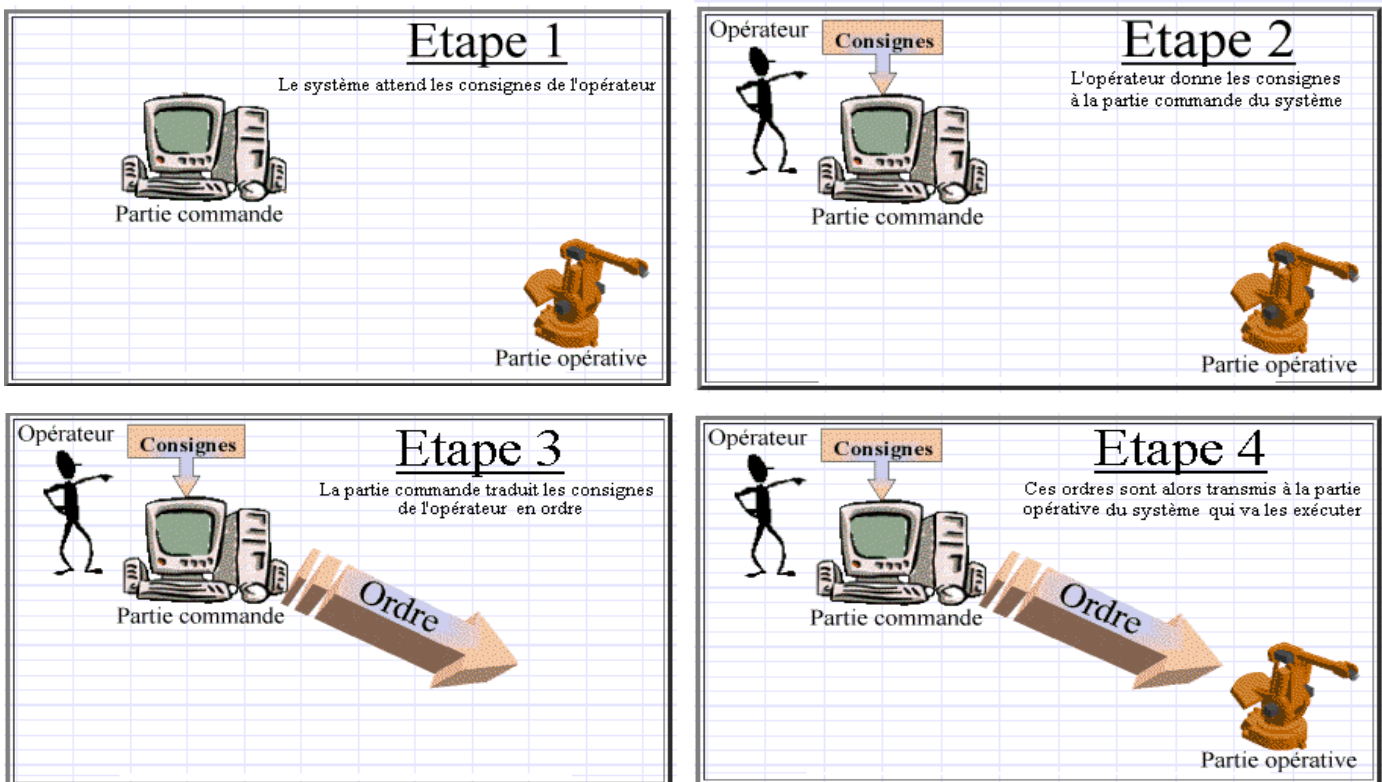 Etape 1
Le système attend les consignes de l'opérateur
Partie commande
Partie opérative
Opérateur
Consignes
Etape 2
L'opérateur donne les consignes
à la partie commande du système
Partie commande
Partie opérative
Opérateur
Consignes
Etape 3
La partie commande traduit les consignes
de l'opérateur en ordre
Ordre
Partie commande
Opérateur
Consignes
Etape 4
Ces ordres sont alors transmis à la partie
opérative du système qui va les exécuter
Ordre
Partie commande
Partie opérative